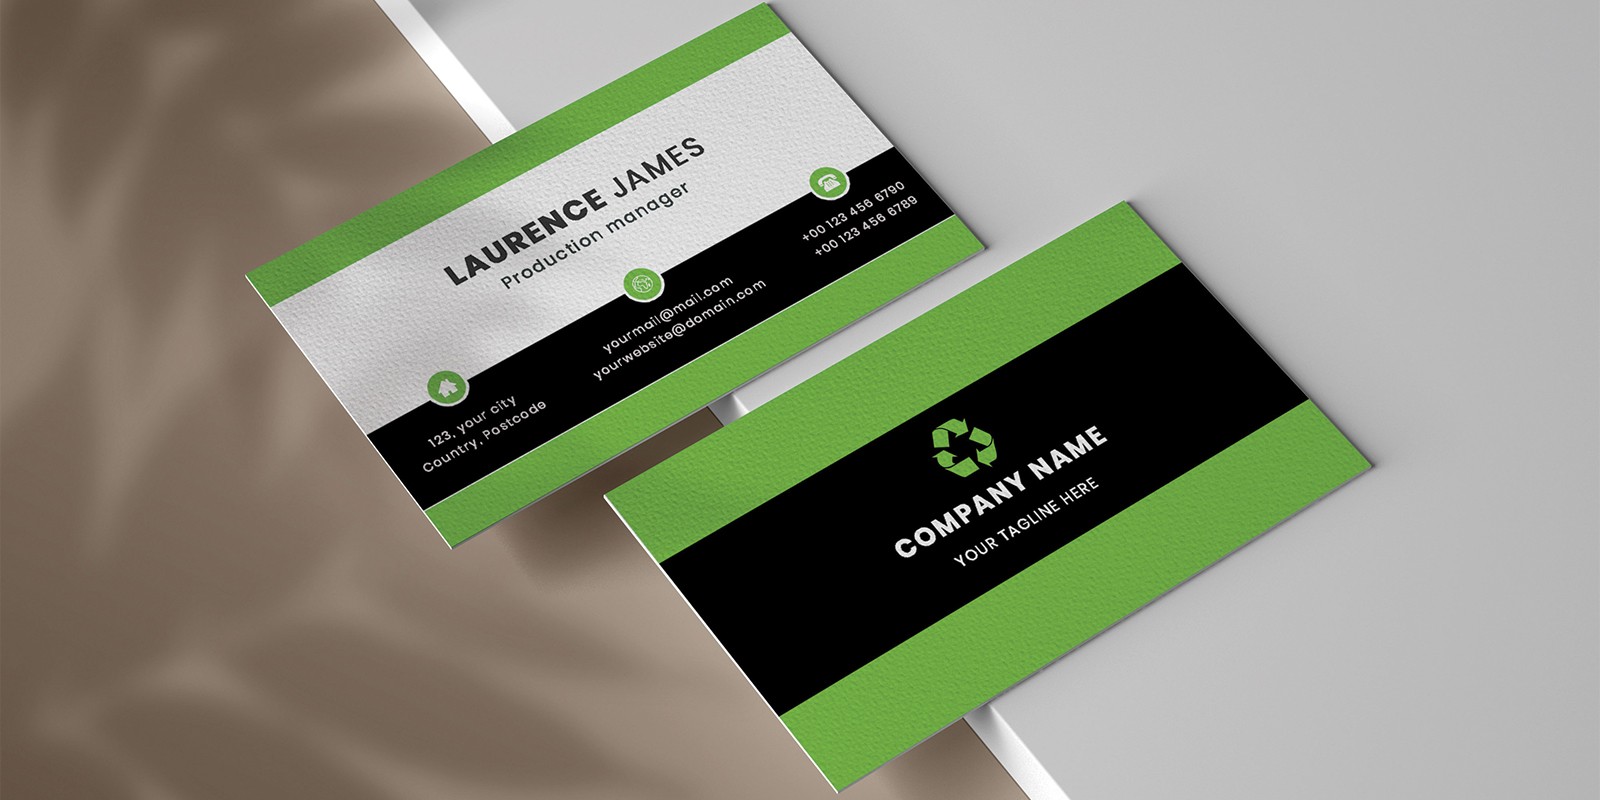 LAURENCE JAMES
Production manager
123, your city
Country, Postcode
yourmail@mail.com
yourwebsite@domain.com
+00 123 456 6790
+00 123 456 6789
COMPANY NAME
YOUR TAGLINE HERE